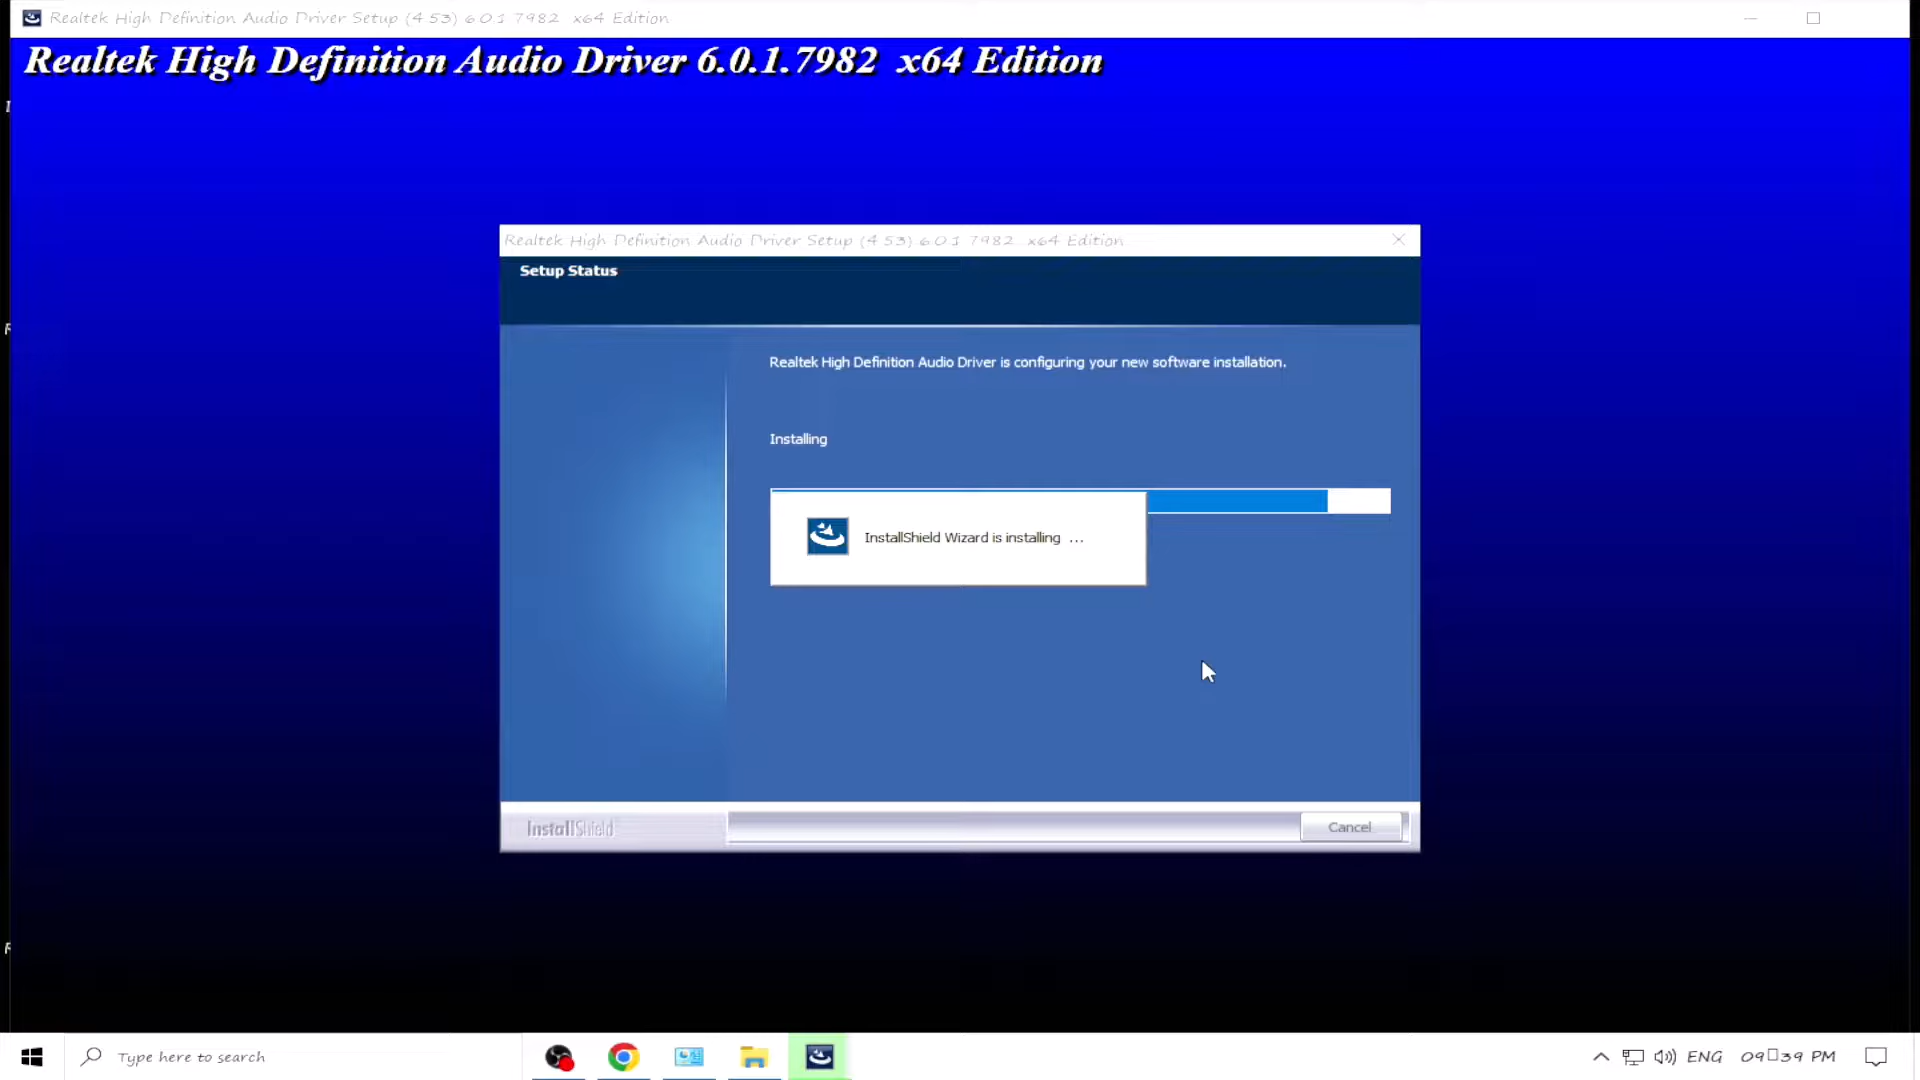 Realtek High Definition Audio Driver Setup (4 53) 6 0 1 7982 x64 Edition
Realtek High Definition Audio Driver 6.0.1.7982 x64 Edition
Realtek High Definition Audio Driver Setup (4 53) 6 0 1 7982 x64 Edition
Setup Status
Realtek High Definition Audio Driver is configuring your new software installation.
Installing
InstallShield Wizard is installing ...
InstallShield
Cancel
Type here to search
ENG
09▯39 PM